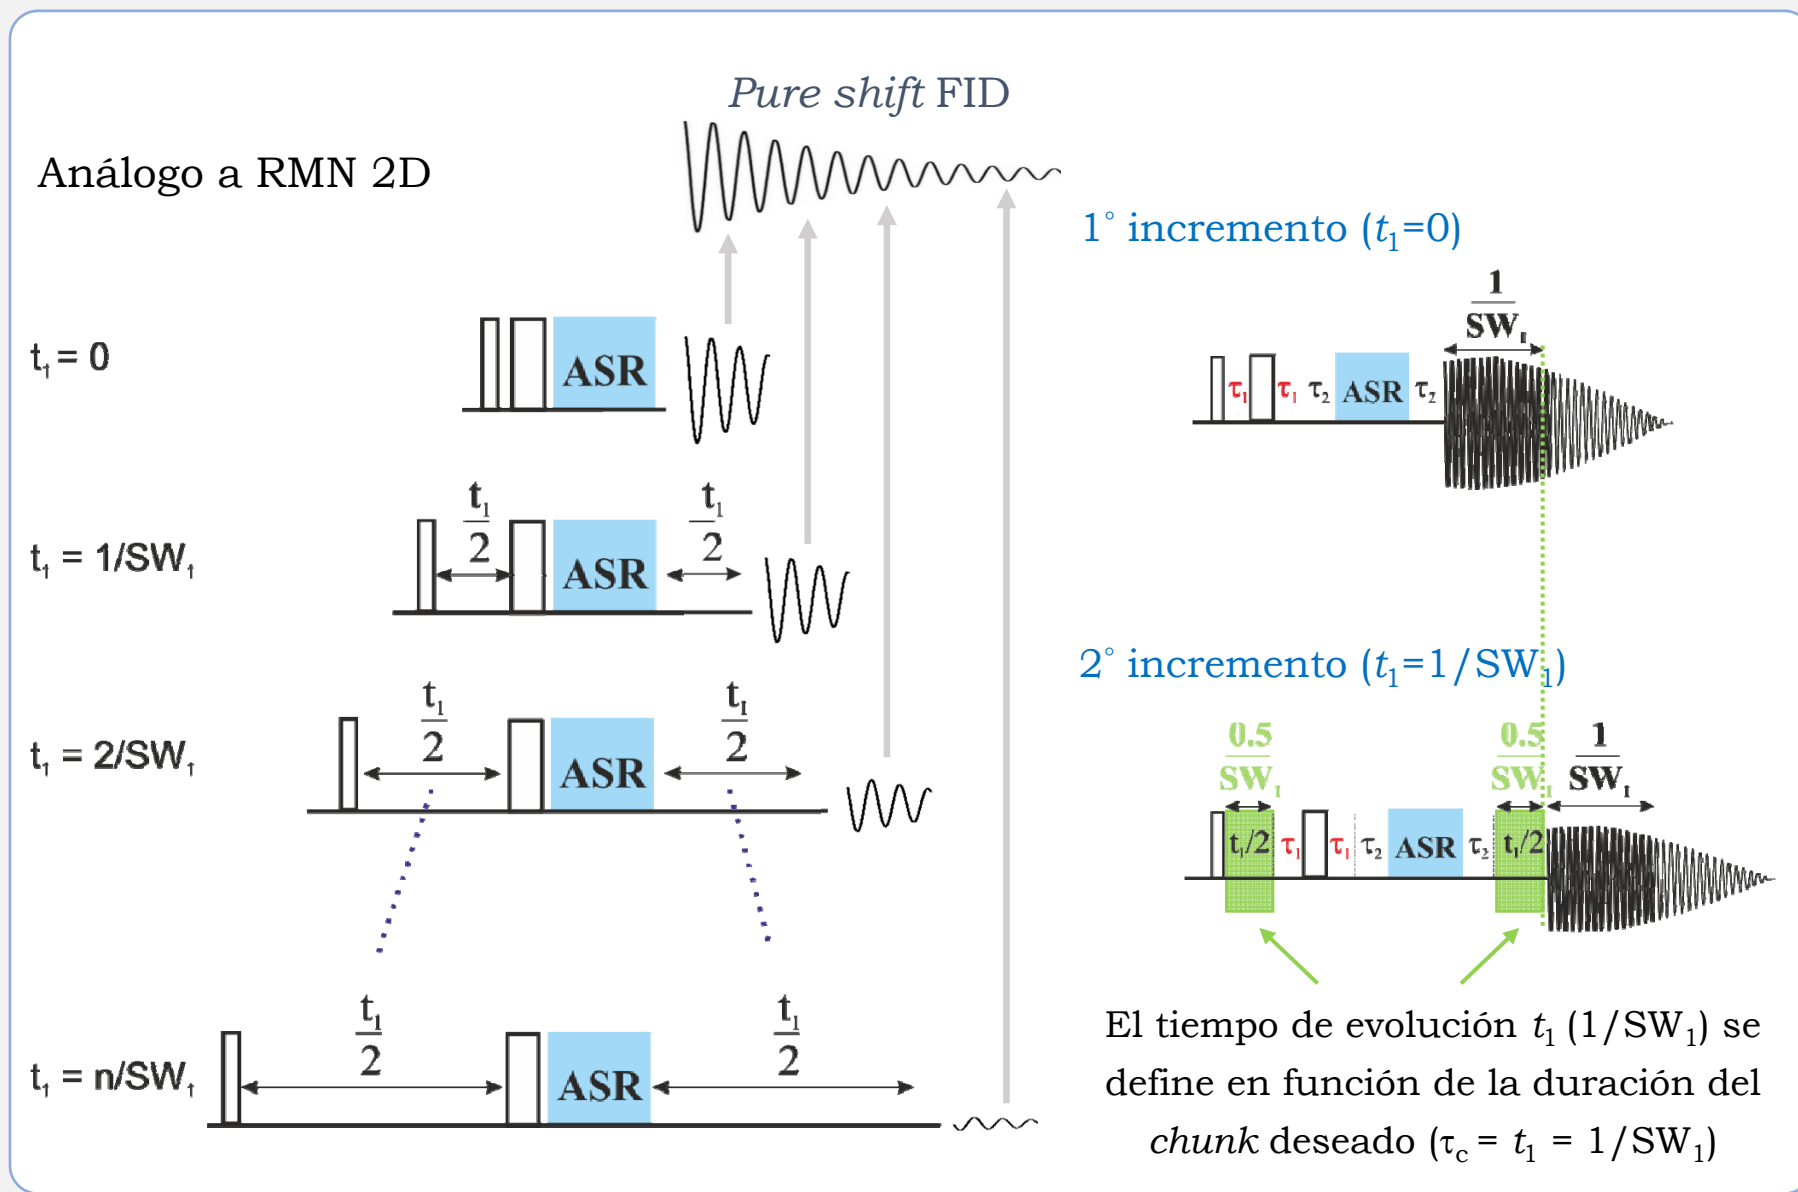 Pure shift FID
Análogo a RMN 2D
t₁ = 0
ASR
t₁ = 1/SW₁
t₁/2
ASR
t₁/2
t₁ = 2/SW₁
t₁/2
ASR
t₁/2
t₁ = n/SW₁
t₁/2
ASR
t₁/2
1° incremento (t₁=0)
1/SW₁
τ₁ τ₁ τ₂ ASR τ₂
2° incremento (t₁=1/SW₁)
0.5/SW₁ 0.5/SW₁ 1/SW₁
t₁/2 τ₁ τ₁ τ₂ ASR τ₂ t₁/2
El tiempo de evolución t₁ (1/SW₁) se
define en función de la duración del
chunk deseado (τc = t₁ = 1/SW₁)